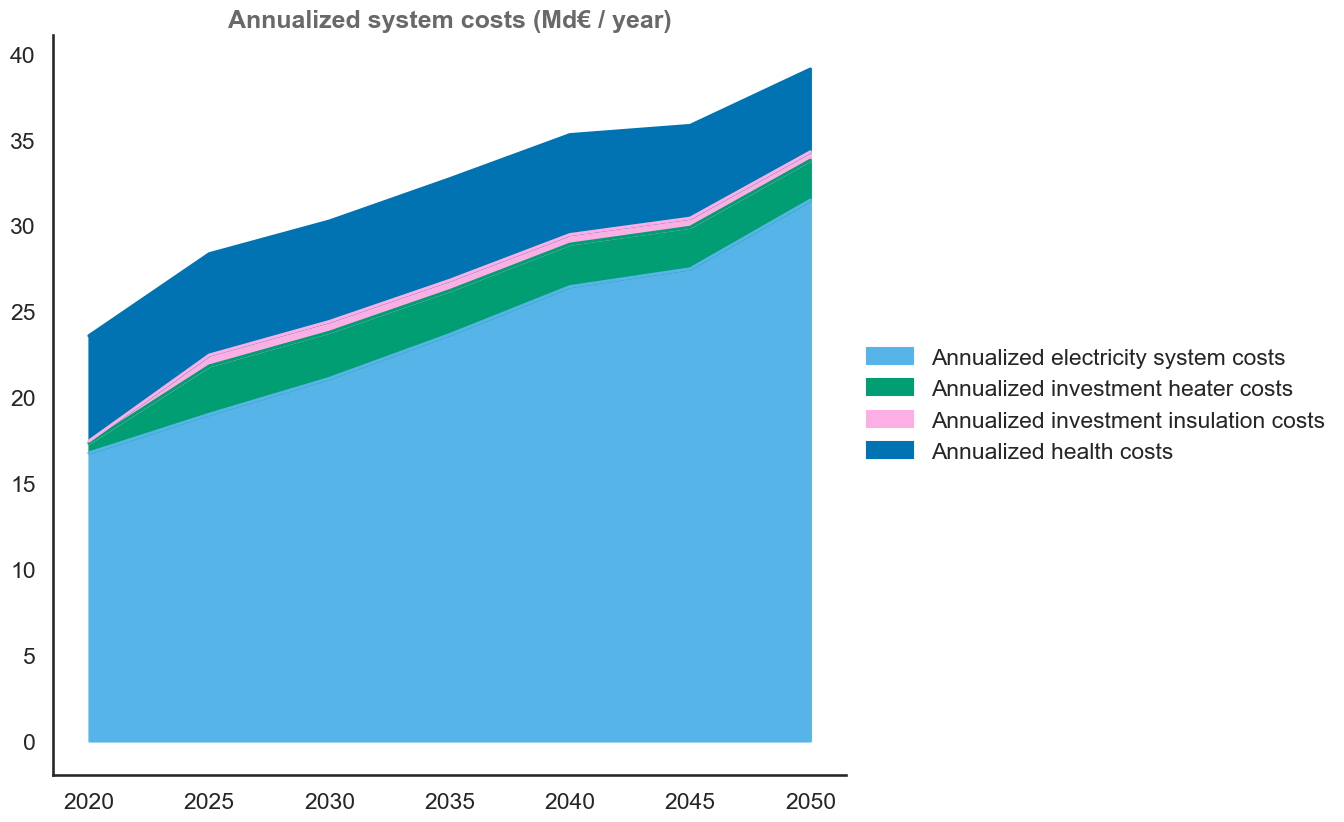 Annualized system costs (Md€ / year)
40
35
30
25
20
15
10
5
0
2020 2025 2030 2035 2040 2045 2050
Annualized electricity system costs
Annualized investment heater costs
Annualized investment insulation costs
Annualized health costs